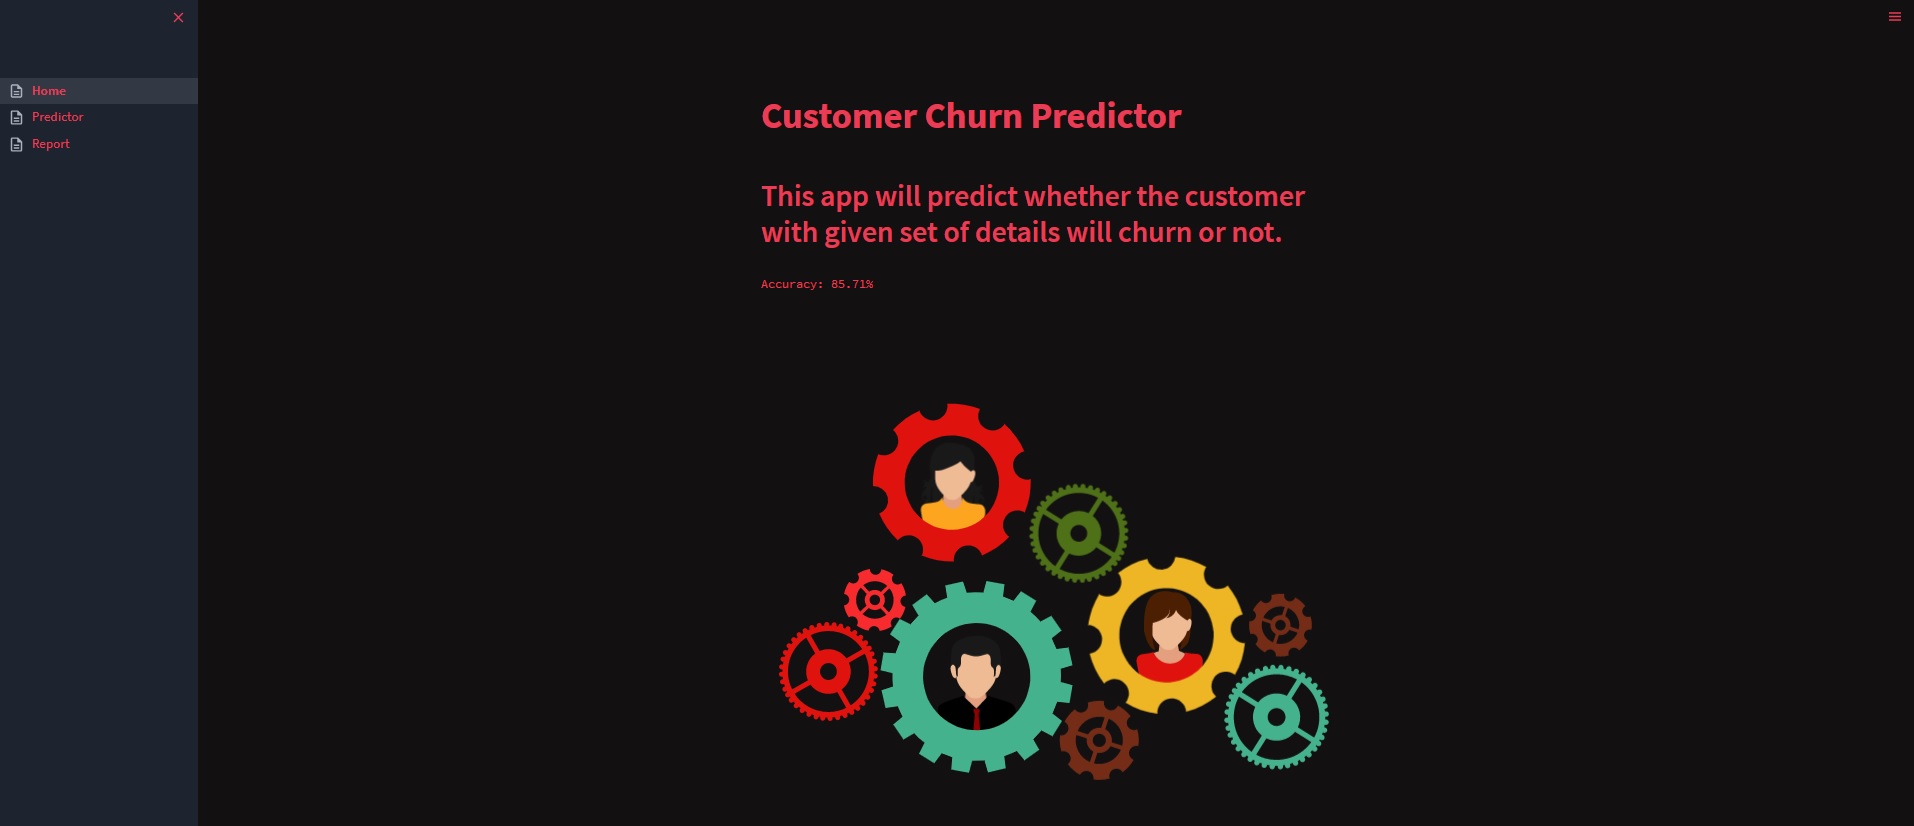 Home
Predictor
Report
Customer Churn Predictor
This app will predict whether the customer
with given set of details will churn or not.
Accuracy: 85.71%